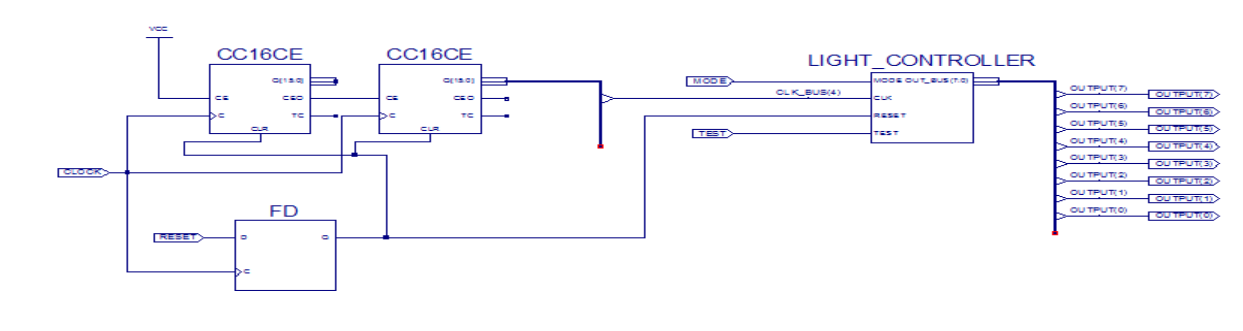 VCC
CC16CE
CC16CE
LIGHT_CONTROLLER
Q[15:0]
CE
CEO
C
TC
CLR
Q[15:0]
CE
CEO
C
TC
CLR
MODE
CLK_BUS(4)
TEST
MODE OUT_BUS(7:0)
CLK
RESET
TEST
OUTPUT(7) OUTPUT(7)
OUTPUT(6) OUTPUT(6)
OUTPUT(5) OUTPUT(5)
OUTPUT(4) OUTPUT(4)
OUTPUT(3) OUTPUT(3)
OUTPUT(2) OUTPUT(2)
OUTPUT(1) OUTPUT(1)
OUTPUT(0) OUTPUT(0)
CLOCK
FD
RESET
D
Q
C